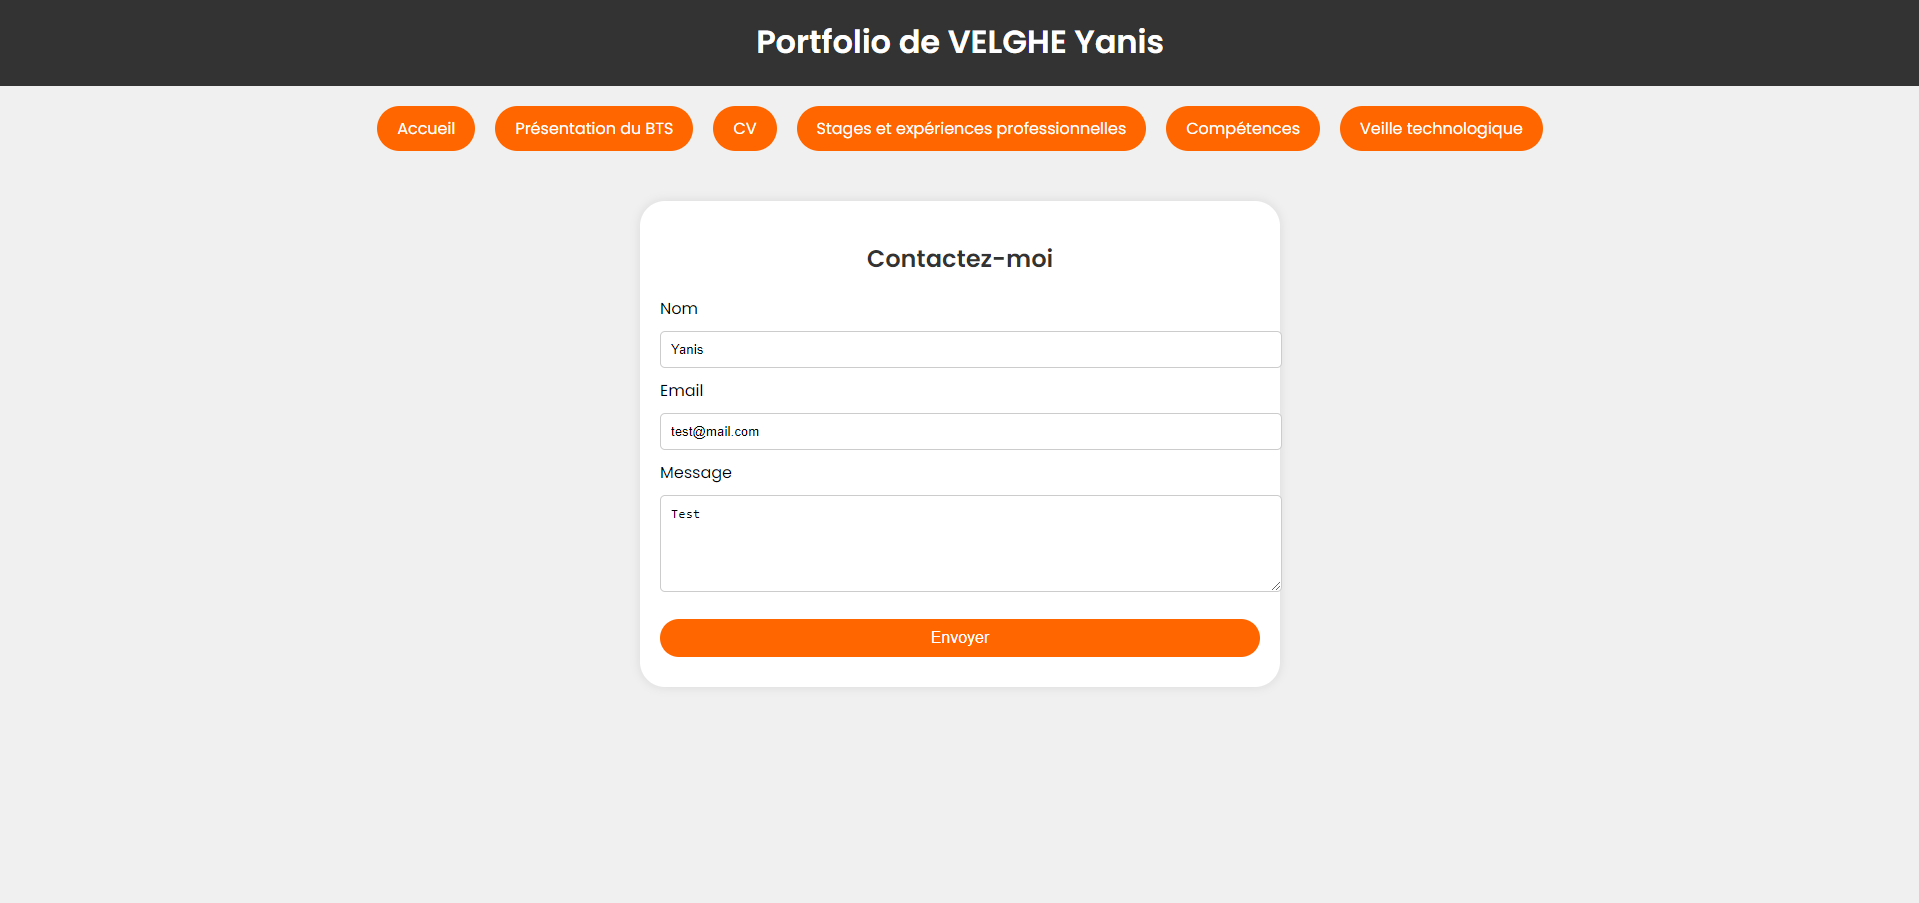 Portfolio de VELGHE Yanis
Accueil Présentation du BTS CV Stages et expériences professionnelles Compétences Veille technologique
Contactez-moi
Nom
Yanis
Email
test@mail.com
Message
Test
Envoyer